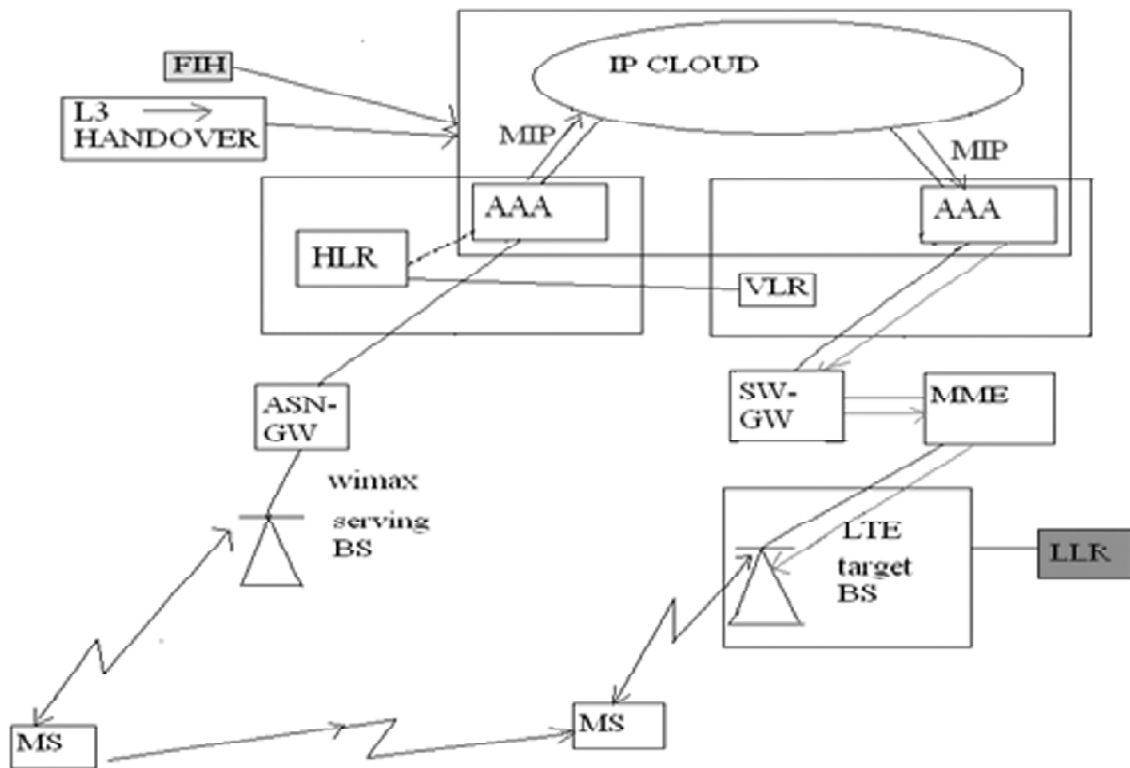 IP CLOUD
FIH
L3
HANDOVER
MIP
MIP
AAA
AAA
HLR
VLR
ASN-
GW
SW-
GW
MME
wimax
serving
BS
LTE
target
BS
LLR
MS
MS